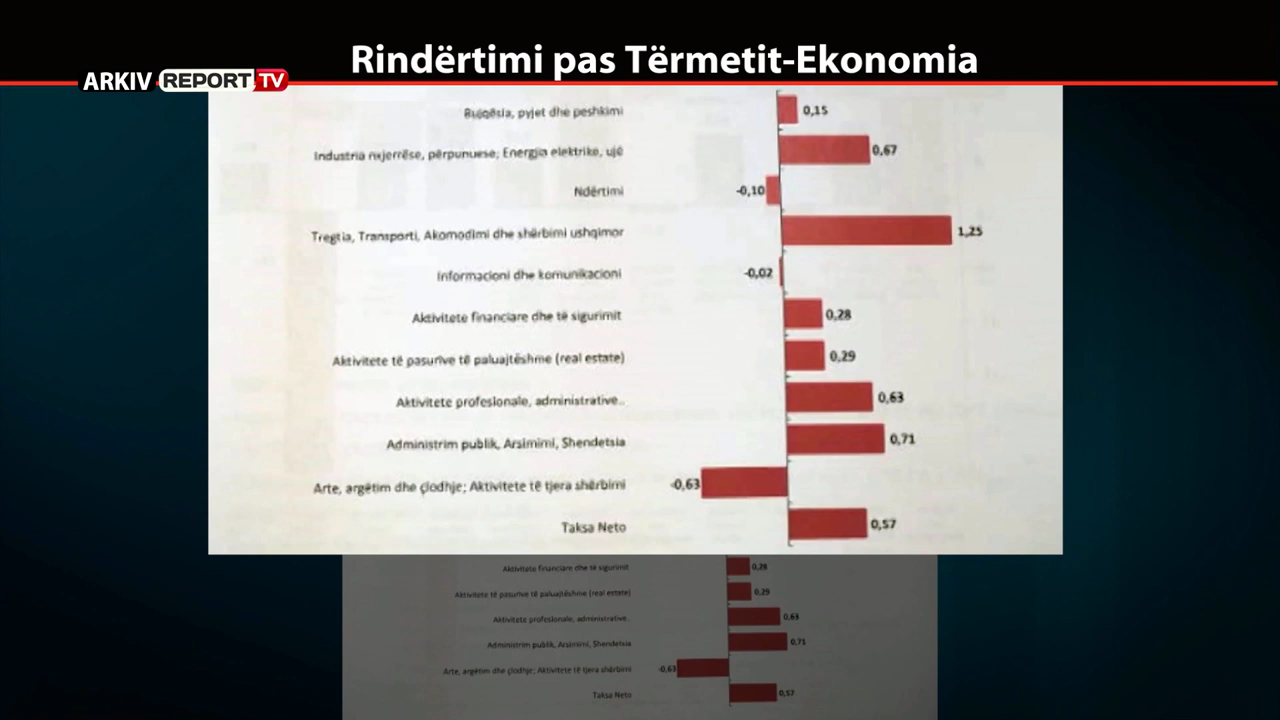 Rindërtimi pas Tërmetit-Ekonomia
ARKIV REPORT TV
Bujqësia, pyjet dhe peshkimi 0,15
Industria nxjerrëse, përpunuese; Energjia elektrike, ujë 0,67
Ndërtimi -0,10
Tregtia, Transporti, Akomodimi dhe shërbimi ushqimor 1,25
Informacioni dhe komunikacioni -0,02
Aktivitete financiare dhe të sigurimit 0,28
Aktivitete të pasurive të paluajtëshme (real estate) 0,29
Aktivitete profesionale, administrative.. 0,63
Administrim publik, Arsimimi, Shendetsia 0,71
Arte, argëtim dhe çlodhje; Aktivitete të tjera shërbimi -0,63
Taksa Neto 0,57
Aktivitete financiare dhe të sigurimit 0,28
Aktivitete të pasurive të paluajtëshme (real estate) 0,29
Aktivitete profesionale, administrative.. 0,63
Administrim publik, Arsimimi, Shendetsia 0,71
Arte, argëtim dhe çlodhje; Aktivitete të tjera shërbimi -0,63
Taksa Neto 0,57